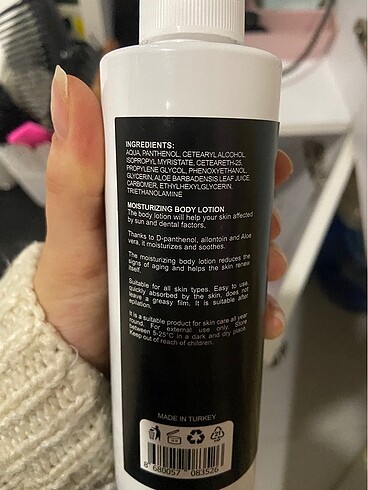 INGREDIENTS:
AQUA, PANTHENOL, CETEARYL ALCOHOL,
ISOPROPYL MYRISTATE, CETEARETH-25,
PROPYLENE GLYCOL, PHENOXYETHANOL,
GLYCERIN, ALOE BARBADENSIS LEAF JUICE,
CARBOMER, ETHYLHEXYLGLYCERIN,
TRIETHANOLAMINE
MOISTURIZING BODY LOTION
The body lotion will help your skin affected
by sun and dental factors.
Thanks to D-panthenol, allontoin and Aloe
vera, it moisturizes and soothes.
The moisturizing body lotion reduces the
signs of aging and helps the skin renew
itself.
Suitable for all skin types. Easy to use,
quickly absorbed by the skin, does not
leave a greasy film. It is suitable after
epilation.
It is a suitable product for skin care all year
round. For external use only. Store
between 5-25°C in a dark and dry place.
Keep out of reach of children.
MADE IN TURKEY
8 680057 083526